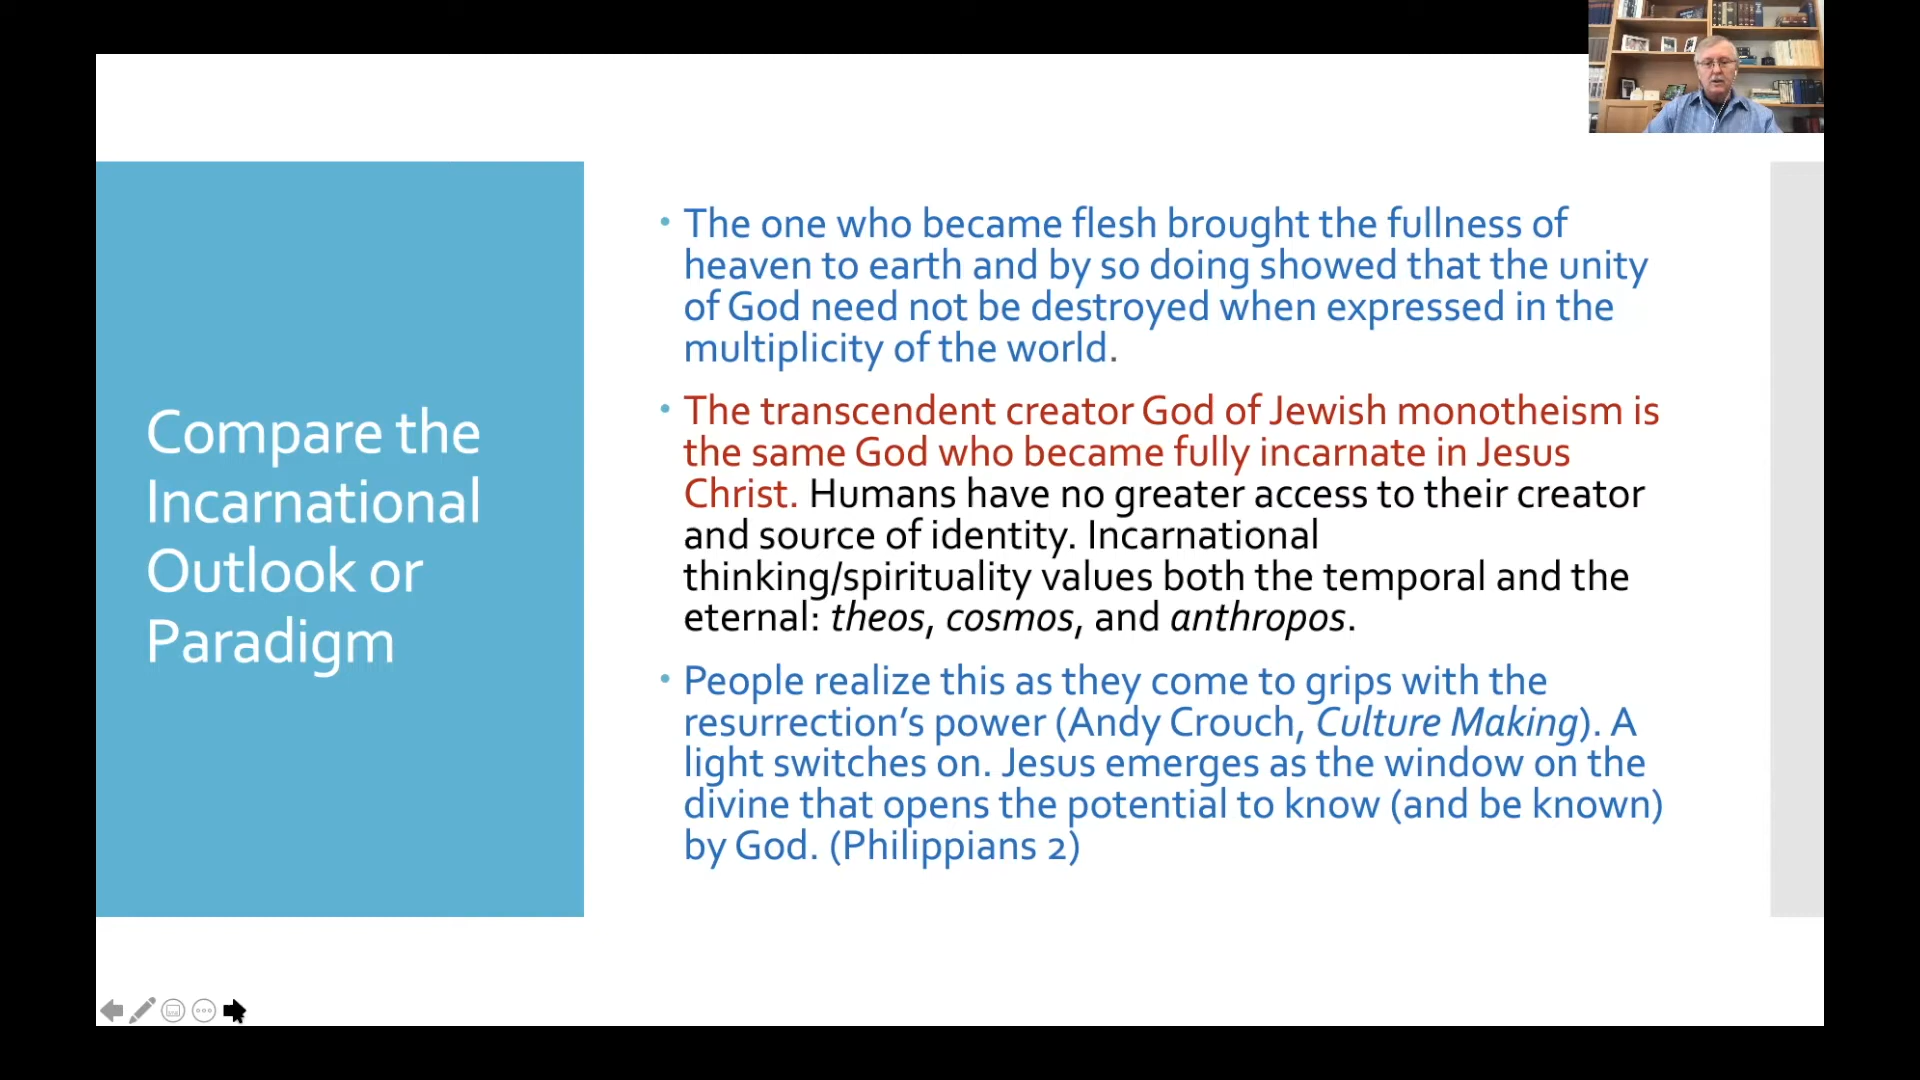 Compare the
Incarnational
Outlook or
Paradigm
• The one who became flesh brought the fullness of
heaven to earth and by so doing showed that the unity
of God need not be destroyed when expressed in the
multiplicity of the world.
• The transcendent creator God of Jewish monotheism is
the same God who became fully incarnate in Jesus
Christ. Humans have no greater access to their creator
and source of identity. Incarnational
thinking/spirituality values both the temporal and the
eternal: theos, cosmos, and anthropos.
• People realize this as they come to grips with the
resurrection’s power (Andy Crouch, Culture Making). A
light switches on. Jesus emerges as the window on the
divine that opens the potential to know (and be known)
by God. (Philippians 2)